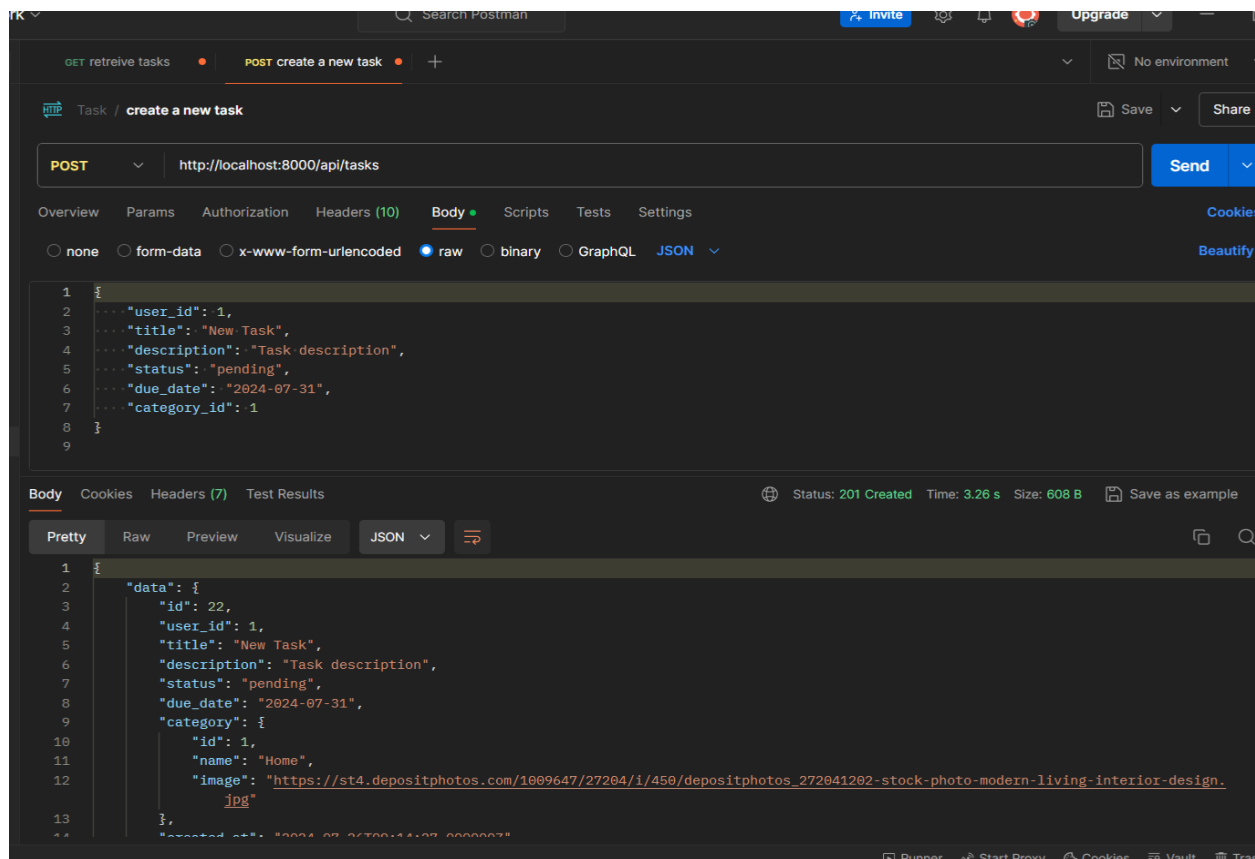 Search Postman
Invite
Upgrade
GET retreive tasks
POST create a new task
No environment
HTTP Task / create a new task
Save
Share
POST http://localhost:8000/api/tasks
Send
Overview Params Authorization Headers (10) Body Scripts Tests Settings
Cookies
none form-data x-www-form-urlencoded raw binary GraphQL JSON
Beautify
1 {
2 "user_id": 1,
3 "title": "New Task",
4 "description": "Task description",
5 "status": "pending",
6 "due_date": "2024-07-31",
7 "category_id": 1
8 }
9
Body Cookies Headers (7) Test Results
Status: 201 Created Time: 3.26 s Size: 608 B Save as example
Pretty Raw Preview Visualize JSON
1 {
2 "data": {
3 "id": 22,
4 "user_id": 1,
5 "title": "New Task",
6 "description": "Task description",
7 "status": "pending",
8 "due_date": "2024-07-31",
9 "category": {
10 "id": 1,
11 "name": "Home",
12 "image": "https://st4.depositphotos.com/1009647/27204/i/450/depositphotos_272041202-stock-photo-modern-living-interior-design.
jpg"
13 },
14
Runner Start Proxy Cookies Vault